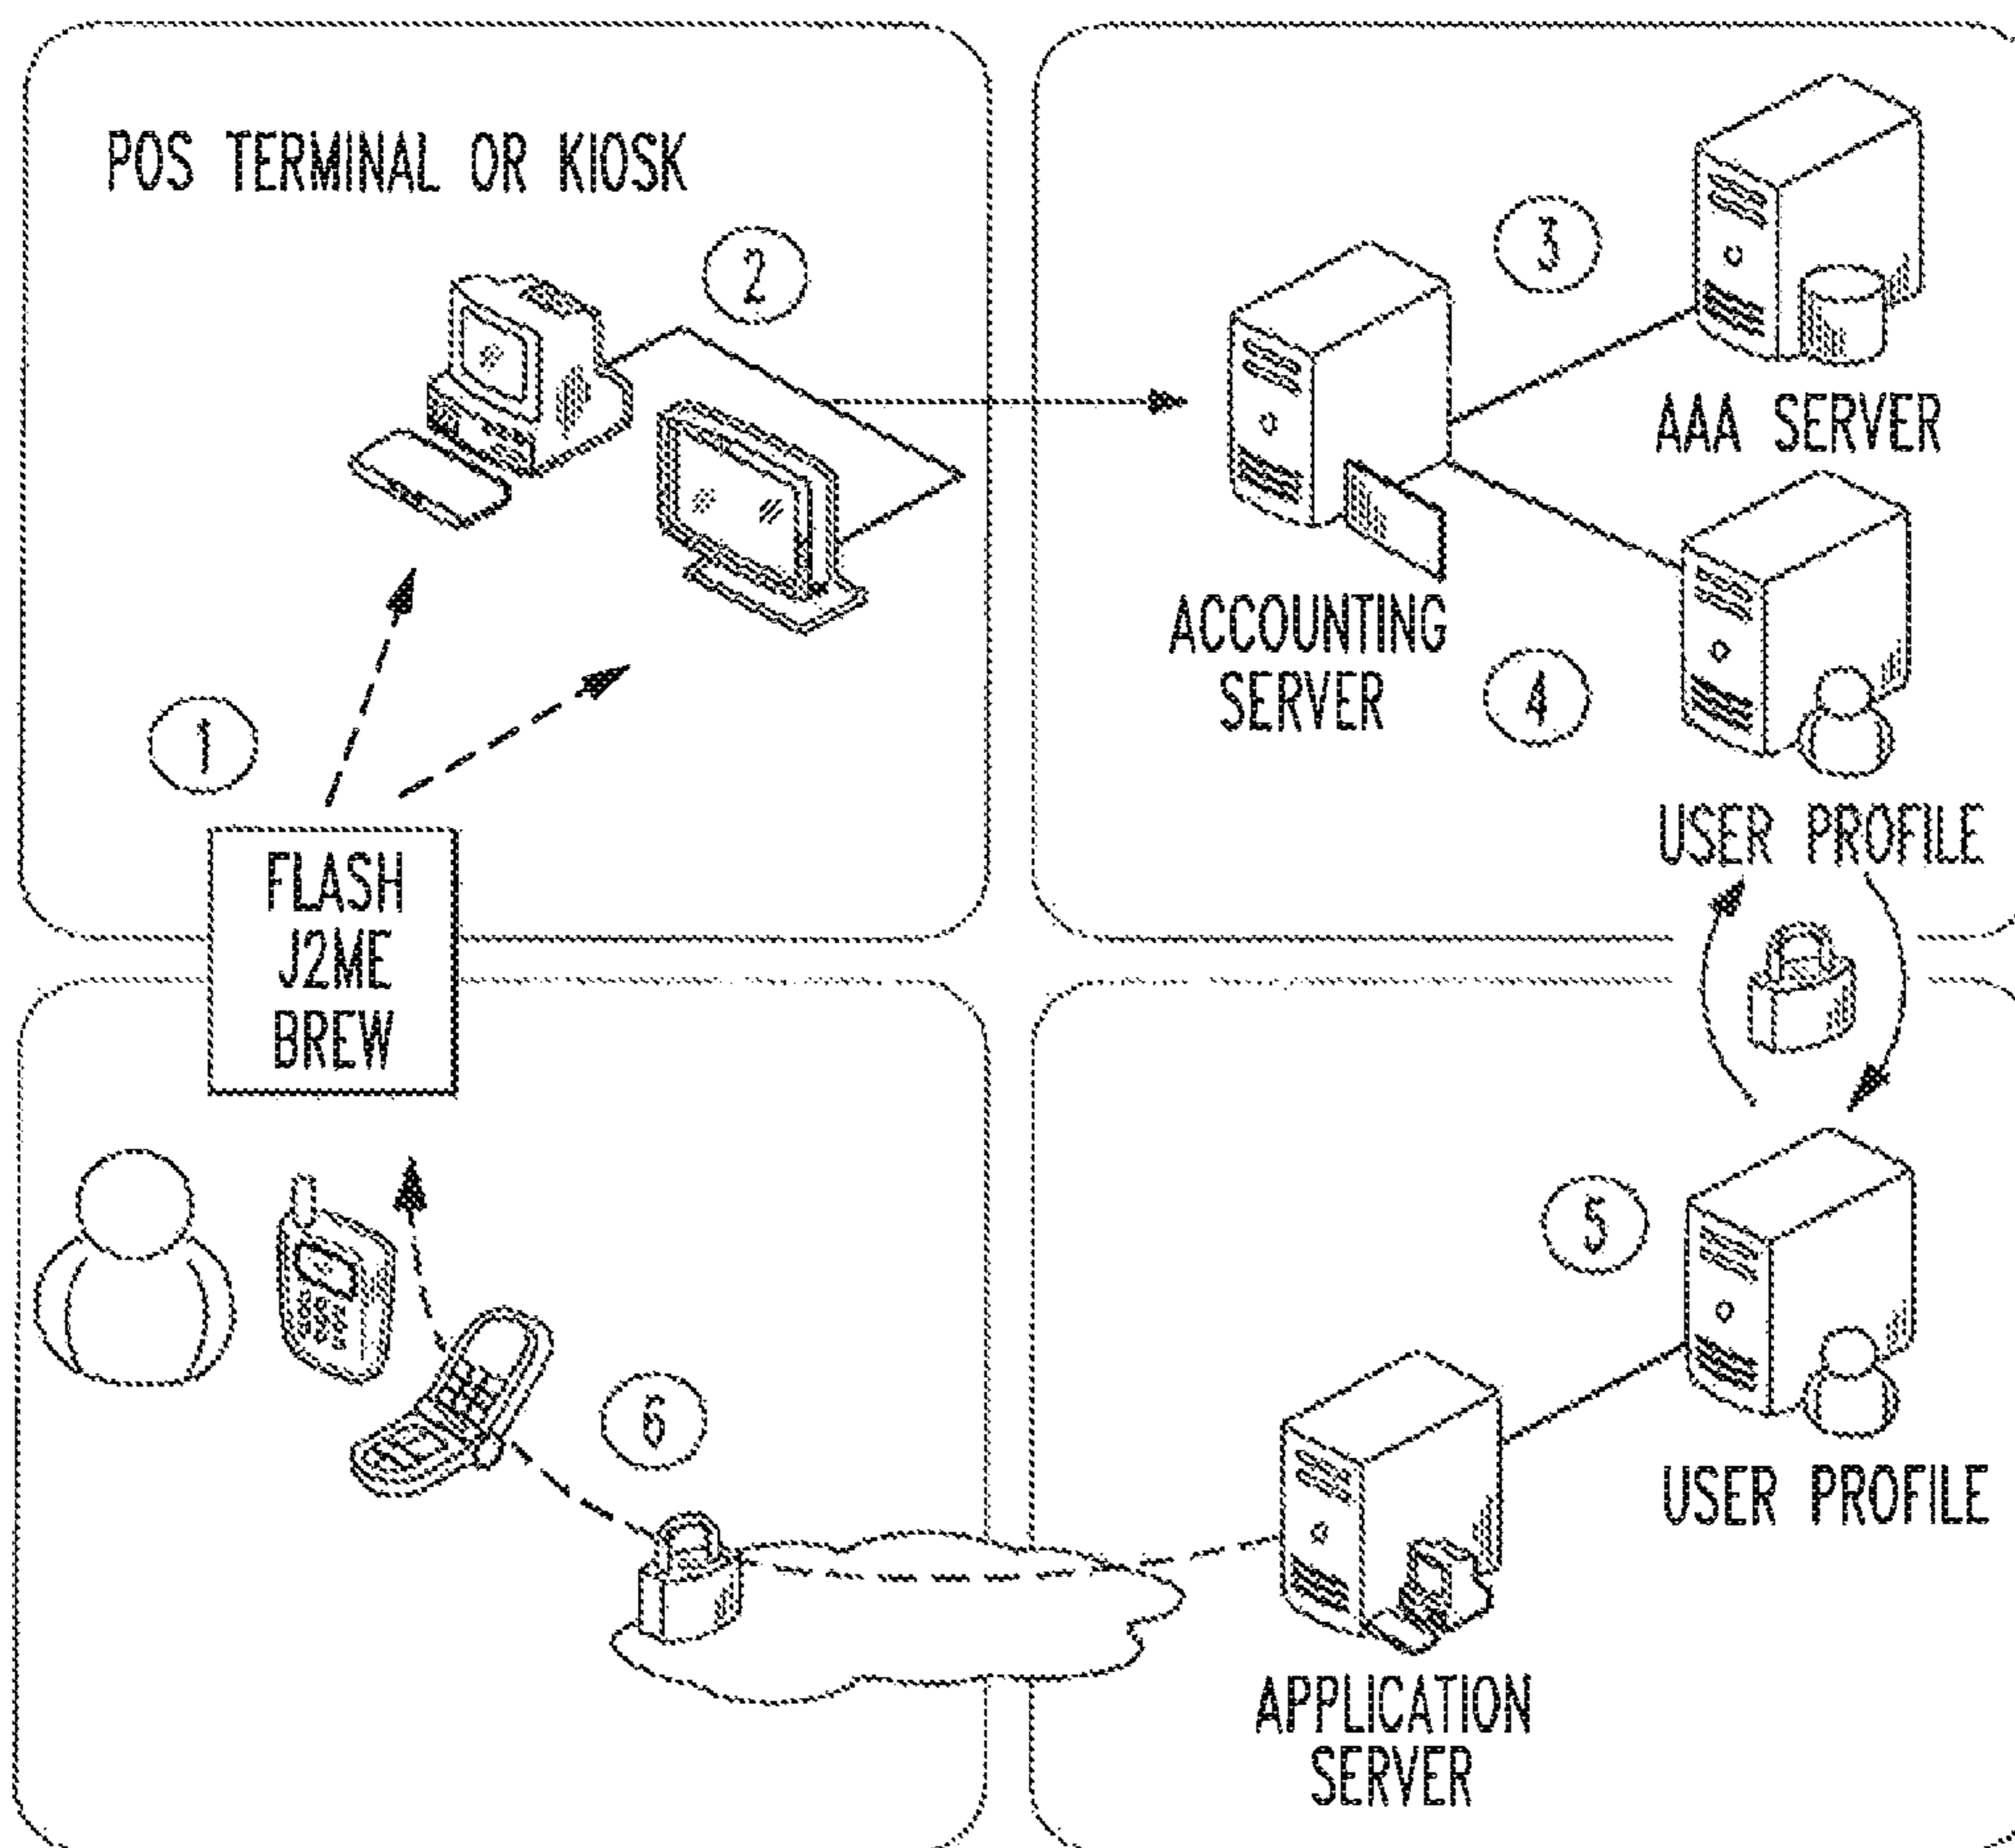 POS TERMINAL OR KIOSK
2
1
FLASH
J2ME
BREW
3
AAA SERVER
ACCOUNTING
SERVER
4
USER PROFILE
6
5
USER PROFILE
APPLICATION
SERVER